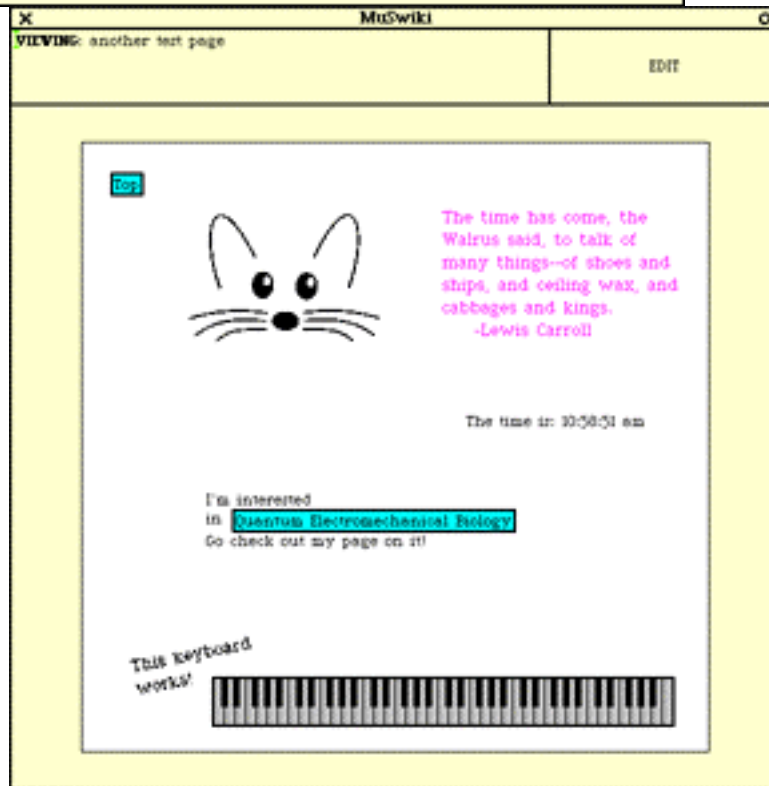 MuSwiki
VIEWING: another test page
EDIT
Top
The time has come, the
Walrus said, to talk of
many things--of shoes and
ships, and ceiling wax, and
cabbages and kings.
-Lewis Carroll
The time is: 10:58:51 am
I'm interested
in Quantum Electromechanical Biology
Go check out my page on it!
This keyboard
works!